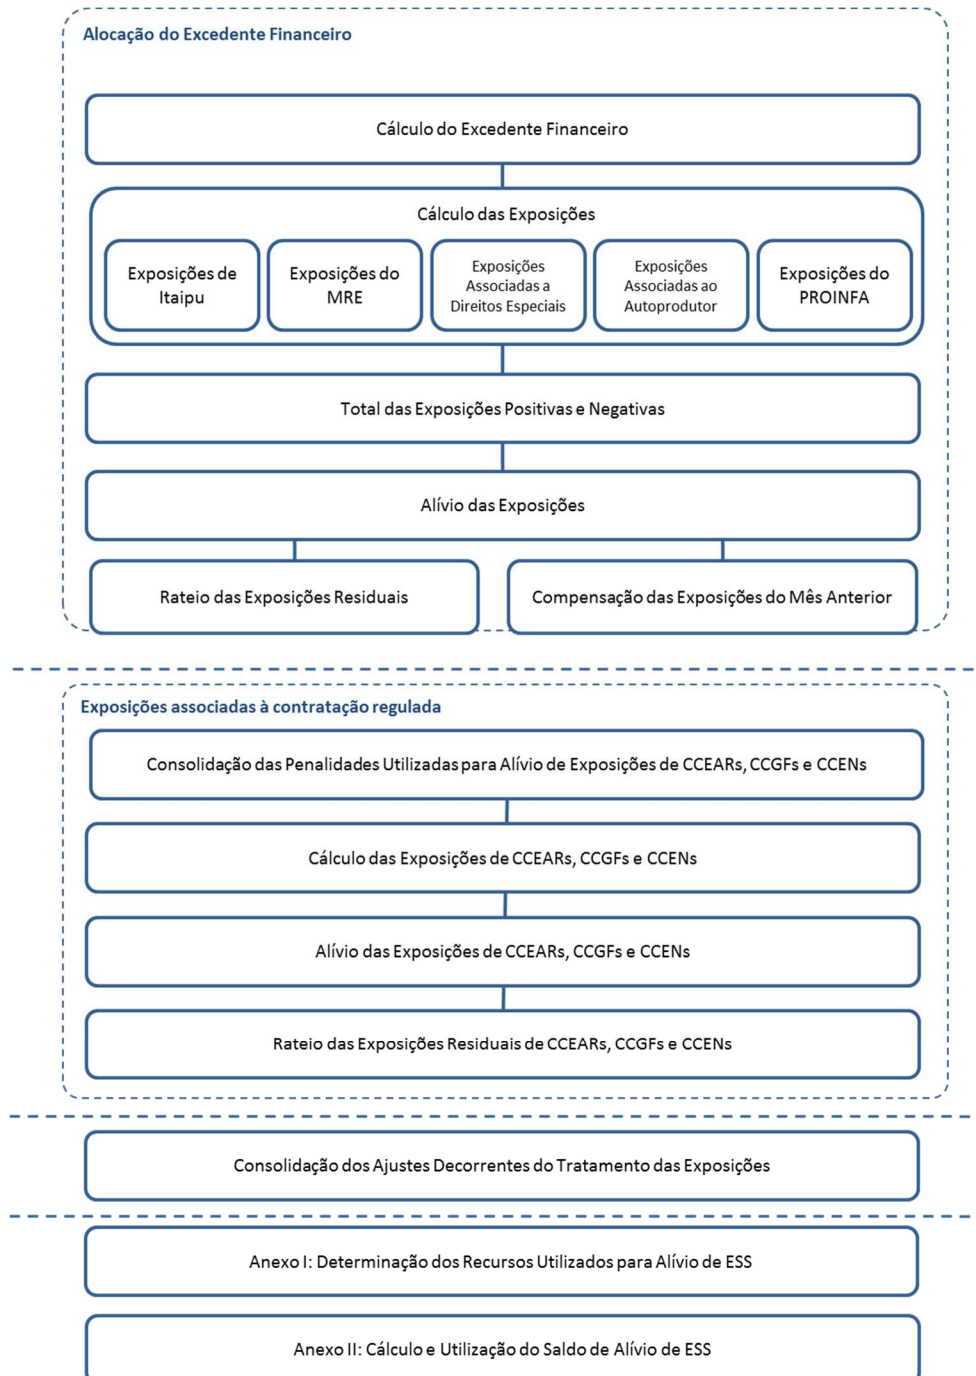 Alocação do Excedente Financeiro
Cálculo do Excedente Financeiro
Cálculo das Exposições
Exposições de
Itaipu
Exposições do
MRE
Exposições
Associadas a
Direitos Especiais
Exposições
Associadas ao
Autoprodutor
Exposições do
PROINFA
Total das Exposições Positivas e Negativas
Alívio das Exposições
Rateio das Exposições Residuais
Compensação das Exposições do Mês Anterior
Exposições associadas à contratação regulada
Consolidação das Penalidades Utilizadas para Alívio de Exposições de CCEARs, CCGFs e CCENs
Cálculo das Exposições de CCEARs, CCGFs e CCENs
Alívio das Exposições de CCEARs, CCGFs e CCENs
Rateio das Exposições Residuais de CCEARs, CCGFs e CCENs
Consolidação dos Ajustes Decorrentes do Tratamento das Exposições
Anexo I: Determinação dos Recursos Utilizados para Alívio de ESS
Anexo II: Cálculo e Utilização do Saldo de Alívio de ESS